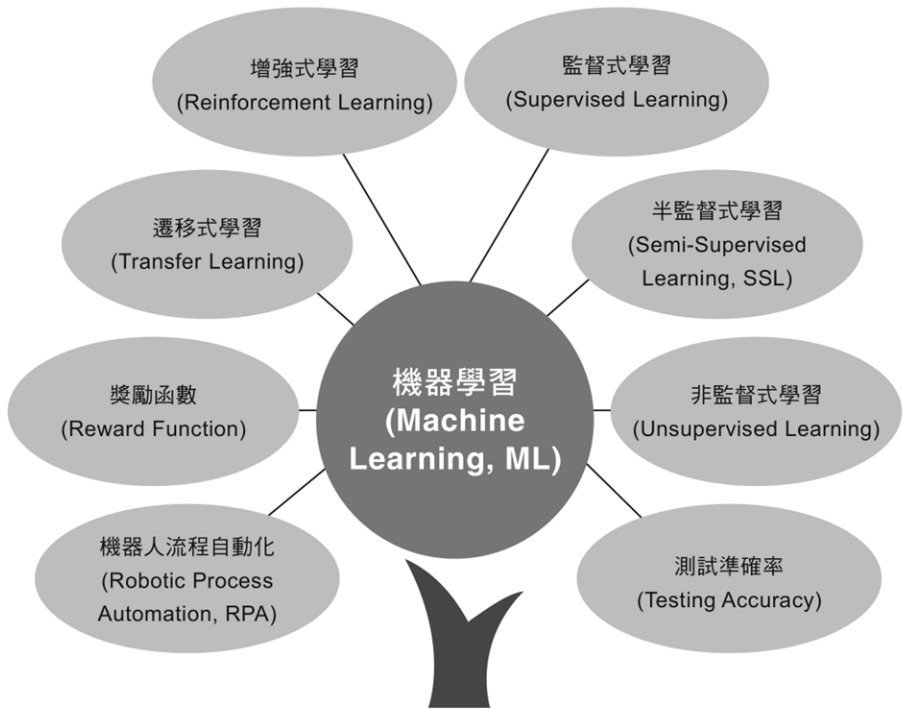 增強式學習
(Reinforcement Learning)
監督式學習
(Supervised Learning)
遷移式學習
(Transfer Learning)
半監督式學習
(Semi-Supervised
Learning, SSL)
獎勵函數
(Reward Function)
機器學習
(Machine
Learning, ML)
非監督式學習
(Unsupervised Learning)
機器人流程自動化
(Robotic Process
Automation, RPA)
測試準確率
(Testing Accuracy)